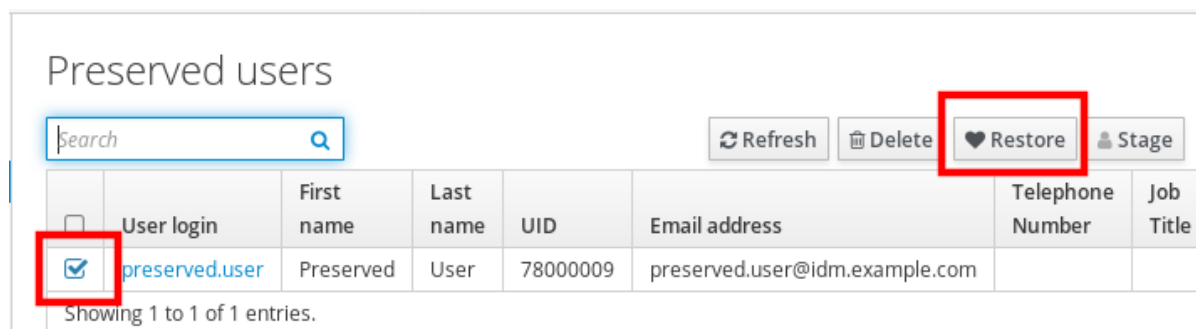 Preserved users
Search Refresh Delete Restore Stage
First Last Telephone Job
User login name name UID Email address Number Title
preserved.user Preserved User 78000009 preserved.user@idm.example.com
Showing 1 to 1 of 1 entries.